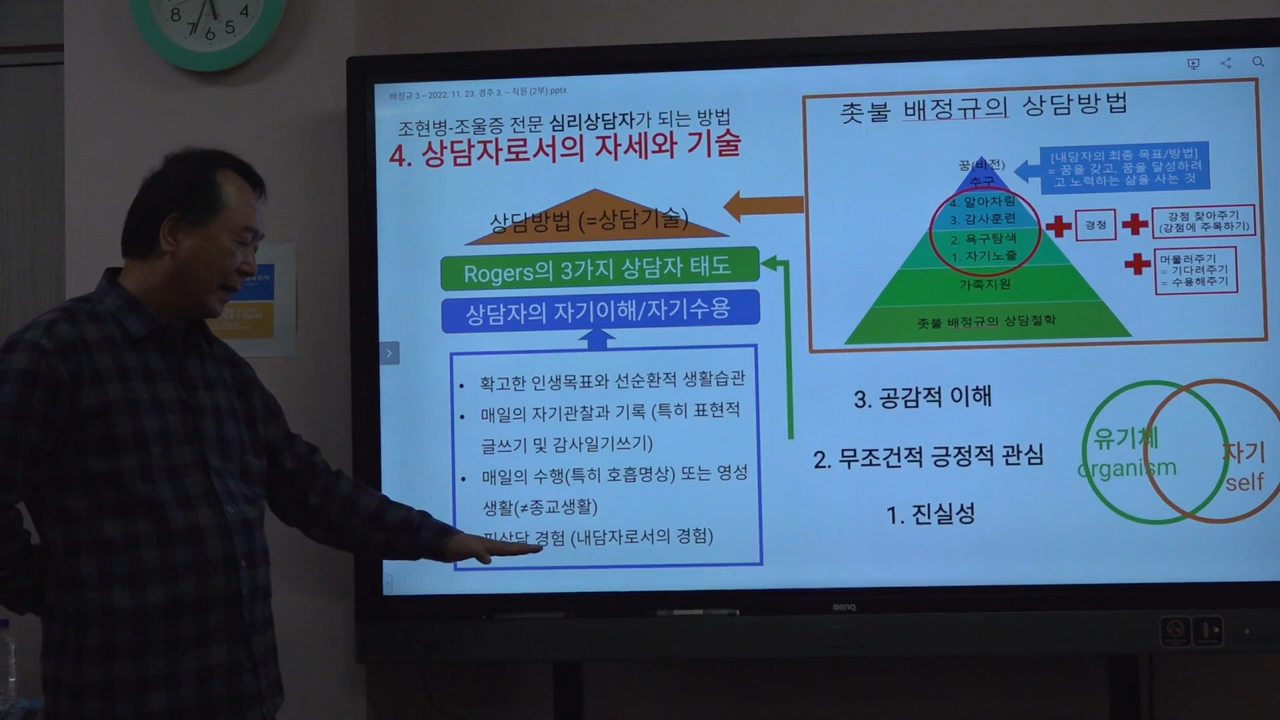 8
7
6
5
4
배정규 3 – 2022. 11. 23. 경주 3. – 직원 (2부).pptx
조현병-조울증 전문 심리상담자가 되는 방법
4. 상담자로서의 자세와 기술
상담방법 (=상담기술)
Rogers의 3가지 상담자 태도
상담자의 자기이해/자기수용
• 확고한 인생목표와 선순환적 생활습관
• 매일의 자기관찰과 기록 (특히 표현적
글쓰기 및 감사일기쓰기)
• 매일의 수행(특히 호흡명상) 또는 영성
생활(≠종교생활)
피상담 경험 (내담자로서의 경험)
촛불 배정규의 상담방법
꿈(비전)
추구
[내담자의 최종 목표/방법]
= 꿈을 갖고, 꿈을 달성하려
고 노력하는 삶을 사는 것
4. 알아차림
3. 감사훈련
2. 욕구탐색
1. 자기노출
경청
강점 찾아주기
(강점에 주목하기)
머물러주기
= 기다려주기
= 수용해주기
가족지원
촛불 배정규의 상담철학
3. 공감적 이해
2. 무조건적 긍정적 관심
1. 진실성
유기체
organism
자기
self
BenQ